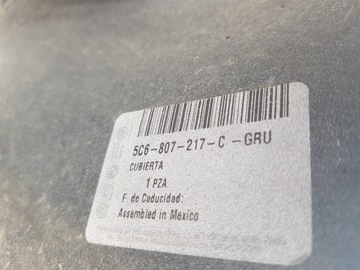 5C6-807-217-C -GRU
CUBIERTA
1 PZA
F. de Caducidad:
Assembled in Mexico